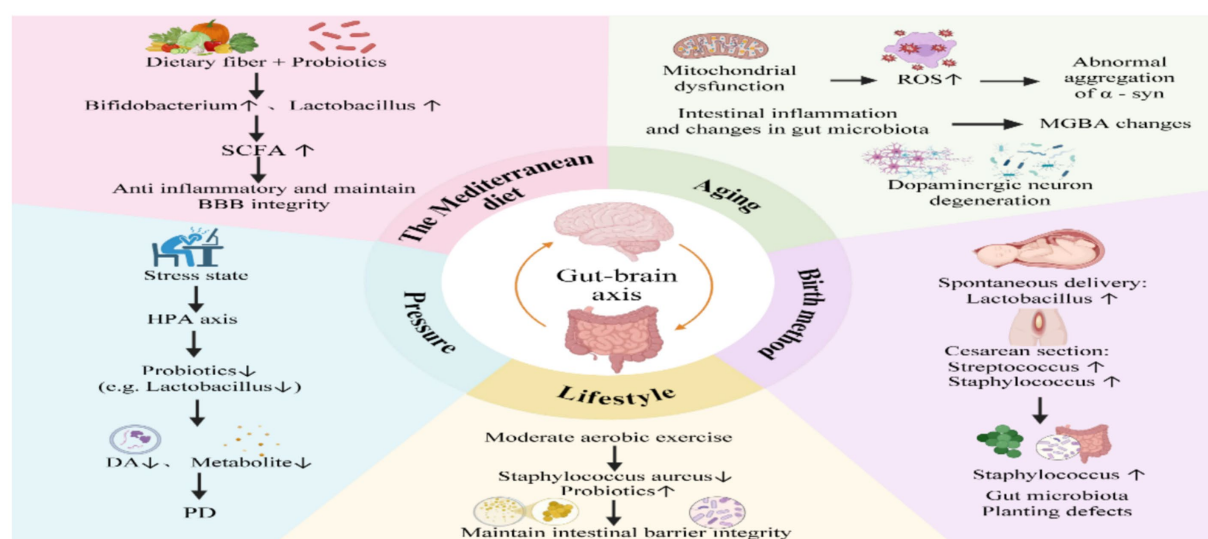 Dietary fiber + Probiotics
Bifidobacterium↑、Lactobacillus ↑
SCFA ↑
Anti inflammatory and maintain
BBB integrity
The Mediterranean
diet
Mitochondrial
dysfunction
ROS↑
Abnormal
aggregation
of α - syn
Intestinal inflammation
and changes in gut microbiota
MGBA changes
Dopamincrgic neuron
degeneration
Aging
Stress state
HPA axis
Probiotics↓
(e.g. Lactobacillus↓)
DA↓、Metabolite↓
PD
Pressure
Gut-brain
axis
Birth method
Spontaneous delivery:
Lactobacillus ↑
Cesarean section:
Streptococcus ↑
Staphylococcus ↑
Staphylococcus ↑
Gut microbiota
Planting defects
Lifestyle
Moderate aerobic exercise
Staphylococcus aurcus↓
Probiotics↑
Maintain intestinal barrier integrity